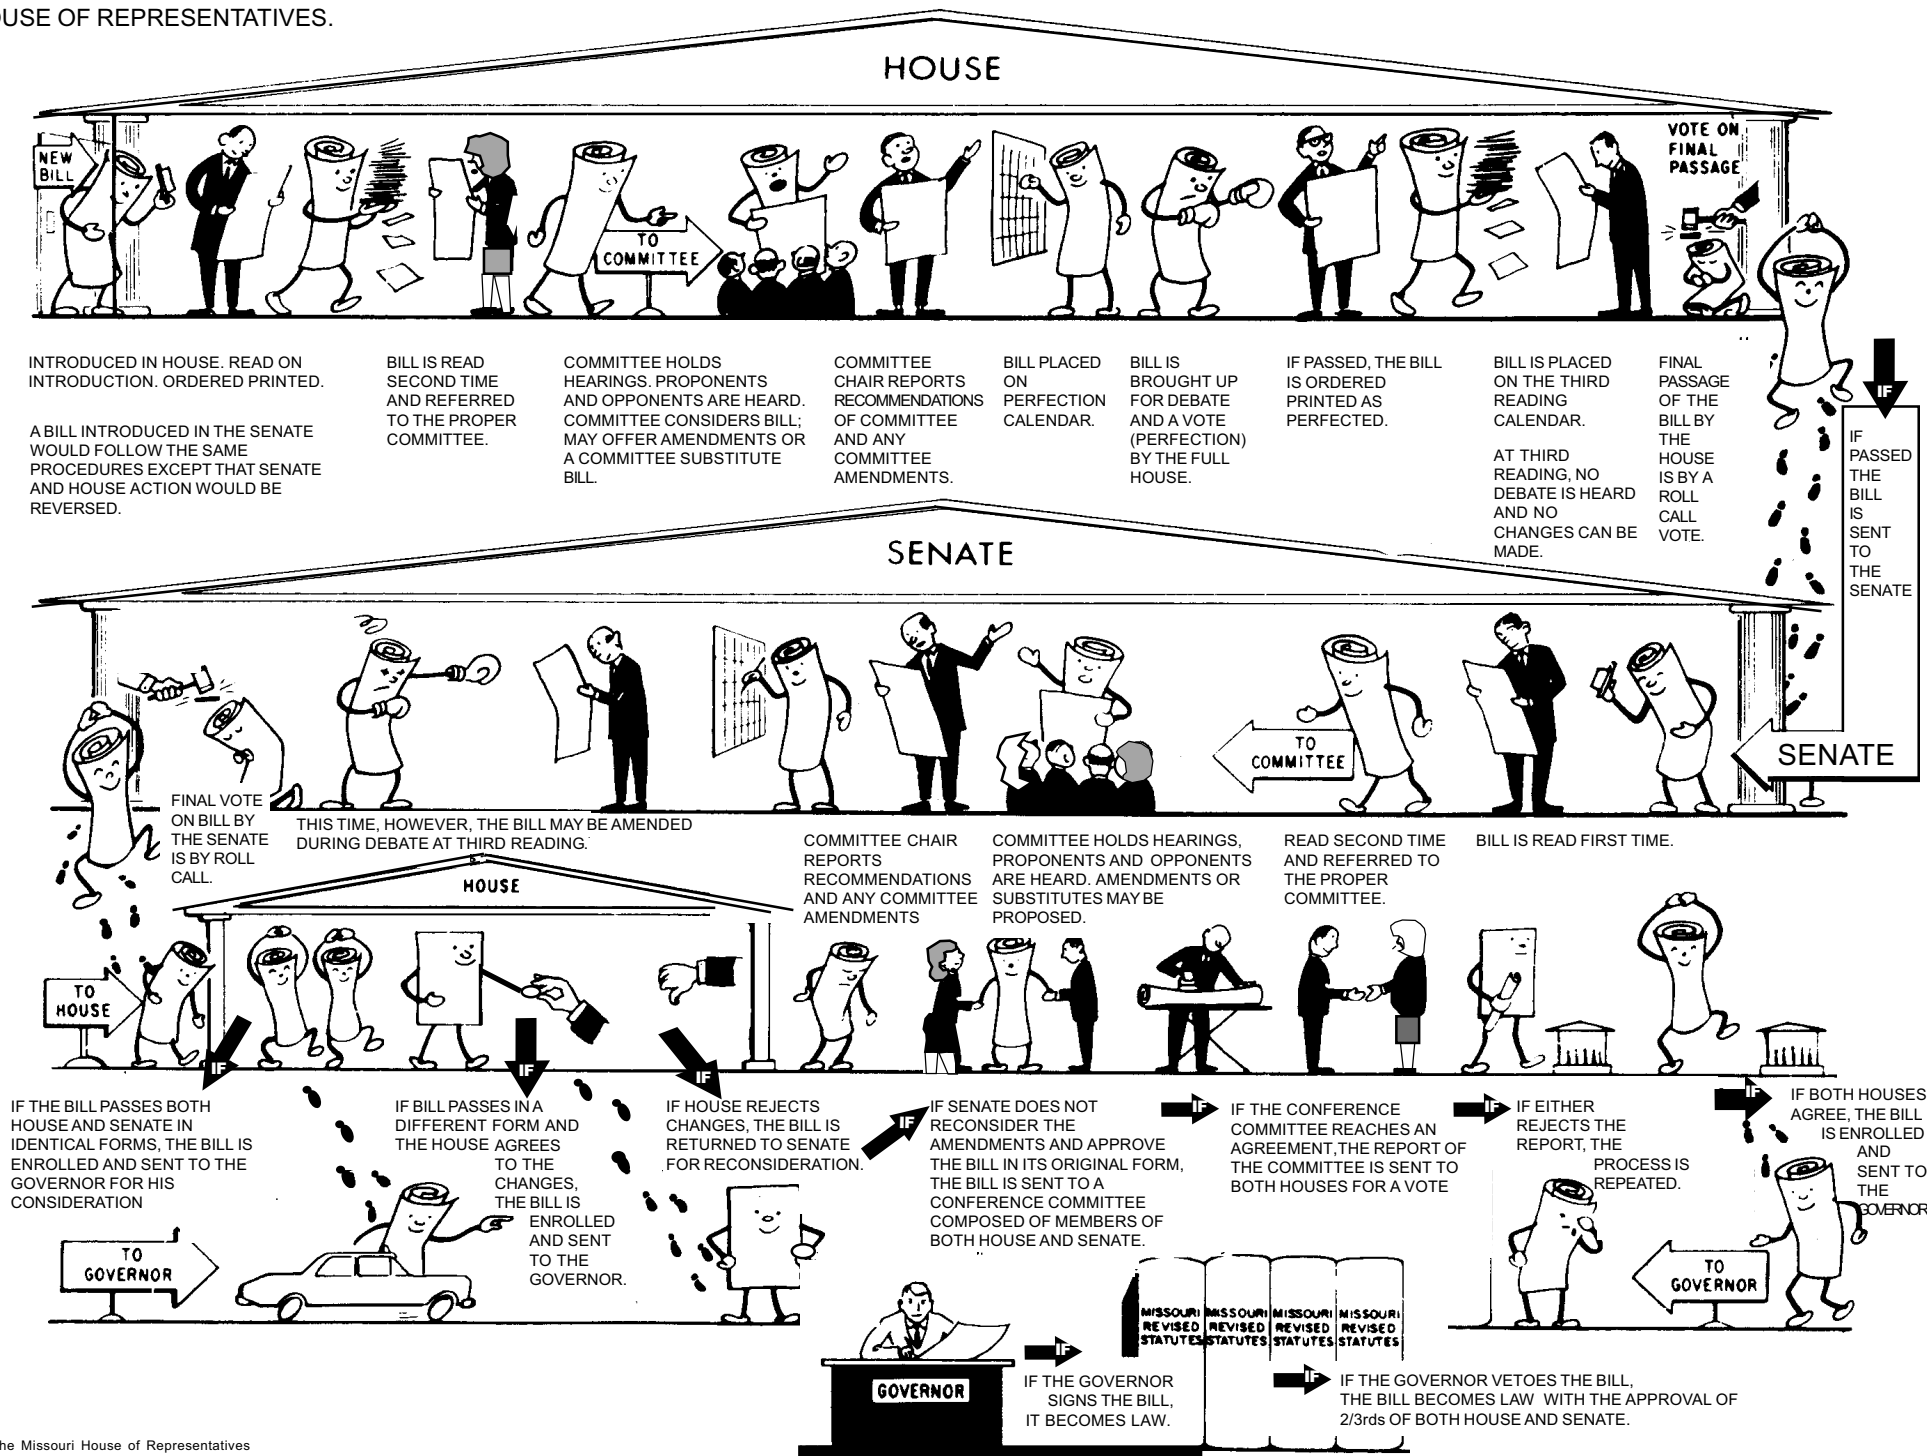 OUSE OF REPRESENTATIVES.
HOUSE
NEW
BILL
TO
COMMITTEE
VOTE ON
FINAL
PASSAGE
INTRODUCED IN HOUSE. READ ON
INTRODUCTION. ORDERED PRINTED.
A BILL INTRODUCED IN THE SENATE
WOULD FOLLOW THE SAME
PROCEDURES EXCEPT THAT SENATE
AND HOUSE ACTION WOULD BE
REVERSED.
BILL IS READ
SECOND TIME
AND REFERRED
TO THE PROPER
COMMITTEE.
COMMITTEE HOLDS
HEARINGS. PROPONENTS
AND OPPONENTS ARE HEARD.
COMMITTEE CONSIDERS BILL;
MAY OFFER AMENDMENTS OR
A COMMITTEE SUBSTITUTE
BILL.
COMMITTEE
CHAIR REPORTS
RECOMMENDATIONS
OF COMMITTEE
AND ANY
COMMITTEE
AMENDMENTS.
BILL PLACED
ON
PERFECTION
CALENDAR.
BILL IS
BROUGHT UP
FOR DEBATE
AND A VOTE
(PERFECTION)
BY THE FULL
HOUSE.
IF PASSED, THE BILL
IS ORDERED
PRINTED AS
PERFECTED.
BILL IS PLACED
ON THE THIRD
READING
CALENDAR.
AT THIRD
READING, NO
DEBATE IS HEARD
AND NO
CHANGES CAN BE
MADE.
FINAL
PASSAGE
OF THE
BILL BY
THE
HOUSE
IS BY A
ROLL
CALL
VOTE.
IF
IF
PASSED
THE
BILL
IS
SENT
TO
THE
SENATE
SENATE
SENATE
TO
COMMITTEE
BILL IS READ FIRST TIME.
READ SECOND TIME
AND REFERRED TO
THE PROPER
COMMITTEE.
COMMITTEE HOLDS HEARINGS,
PROPONENTS AND OPPONENTS
ARE HEARD. AMENDMENTS OR
SUBSTITUTES MAY BE
PROPOSED.
COMMITTEE CHAIR
REPORTS
RECOMMENDATIONS
AND ANY COMMITTEE
AMENDMENTS
THIS TIME, HOWEVER, THE BILL MAY BE AMENDED
DURING DEBATE AT THIRD READING.
FINAL VOTE
ON BILL BY
THE SENATE
IS BY ROLL
CALL.
HOUSE
TO
HOUSE
IF
IF THE BILL PASSES BOTH
HOUSE AND SENATE IN
IDENTICAL FORMS, THE BILL IS
ENROLLED AND SENT TO THE
GOVERNOR FOR HIS
CONSIDERATION
IF
IF BILL PASSES IN A
DIFFERENT FORM AND
THE HOUSE AGREES
TO THE
CHANGES,
THE BILL IS
ENROLLED
AND SENT
TO THE
GOVERNOR.
IF
IF HOUSE REJECTS
CHANGES, THE BILL IS
RETURNED TO SENATE
FOR RECONSIDERATION.
IF
IF SENATE DOES NOT
RECONSIDER THE
AMENDMENTS AND APPROVE
THE BILL IN ITS ORIGINAL FORM,
THE BILL IS SENT TO A
CONFERENCE COMMITTEE
COMPOSED OF MEMBERS OF
BOTH HOUSE AND SENATE.
IF
IF THE CONFERENCE
COMMITTEE REACHES AN
AGREEMENT, THE REPORT OF
THE COMMITTEE IS SENT TO
BOTH HOUSES FOR A VOTE
IF
IF EITHER
REJECTS THE
REPORT, THE
PROCESS IS
REPEATED.
IF
IF BOTH HOUSES
AGREE, THE BILL
IS ENROLLED
AND
SENT TO
THE
GOVERNOR
TO
GOVERNOR
TO
GOVERNOR
GOVERNOR
IF
IF THE GOVERNOR
SIGNS THE BILL,
IT BECOMES LAW.
MISSOURI
REVISED
STATUTES
MISSOURI
REVISED
STATUTES
MISSOURI
REVISED
STATUTES
MISSOURI
REVISED
STATUTES
IF
IF THE GOVERNOR VETOES THE BILL,
THE BILL BECOMES LAW WITH THE APPROVAL OF
2/3rds OF BOTH HOUSE AND SENATE.
he Missouri House of Representatives